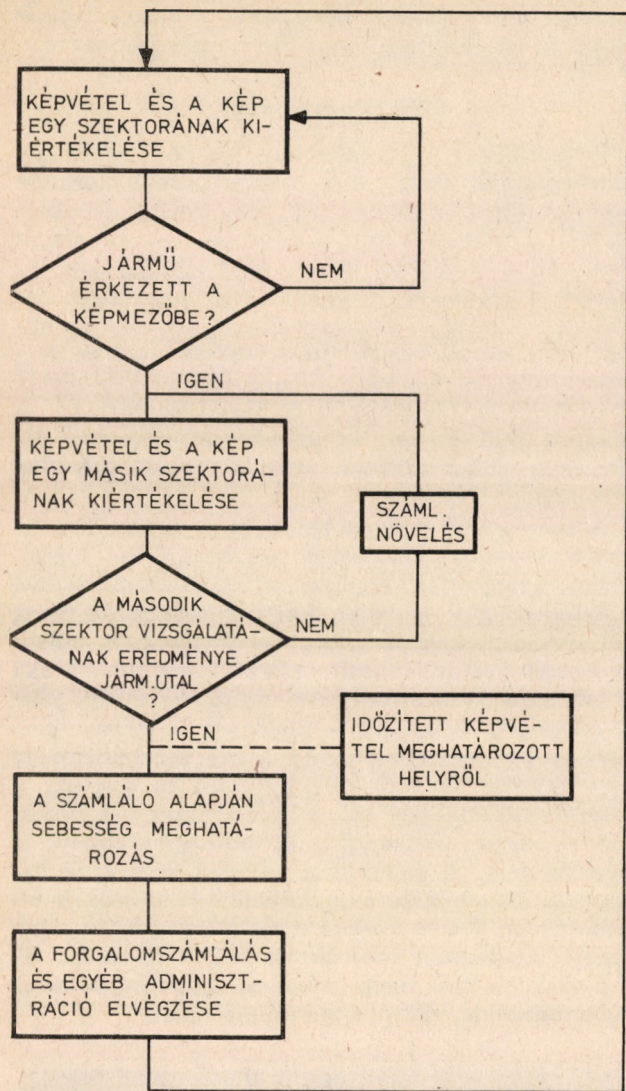 KÉPVÉTEL ÉS A KÉP
EGY SZEKTORÁNAK KI-
ÉRTÉKELÉSE
JÁRMŰ
ÉRKEZETT A
KÉPMEZŐBE?
NEM
IGEN
KÉPVÉTEL ÉS A KÉP
EGY MÁSIK SZEKTORÁ-
NAK KIÉRTÉKELÉSE
SZÁML.
NÖVELÉS
A MÁSODIK
SZEKTOR VIZSGÁLATÁ-
NAK EREDMÉNYE
JÁRM.UTAL
?
NEM
IGEN
IDŐZÍTETT KÉPVÉ-
TEL MEGHATÁROZOTT
HELYRŐL
A SZÁMLÁLÓ ALAPJÁN
SEBESSÉG MEGHATÁ-
ROZÁS
A FORGALOMSZÁMLÁLÁS
ÉS EGYÉB ADMINISZT-
RÁCIÓ ELVÉGZÉSE